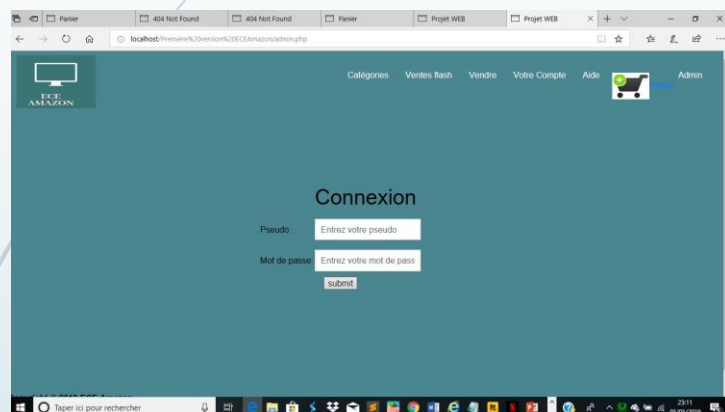 Panier
404 Not Found
404 Not Found
Panier
Projet WEB
Projet WEB
localhost/Première%20version%20ECEAmazon/admin.php
ECE
AMAZON
Catégories
Ventes flash
Vendre
Votre Compte
Aide
Admin
Connexion
Pseudo:
Entrez votre pseudo
Mot de passe
Entrez votre mot de pass
submit
Taper ici pour rechercher
23:11